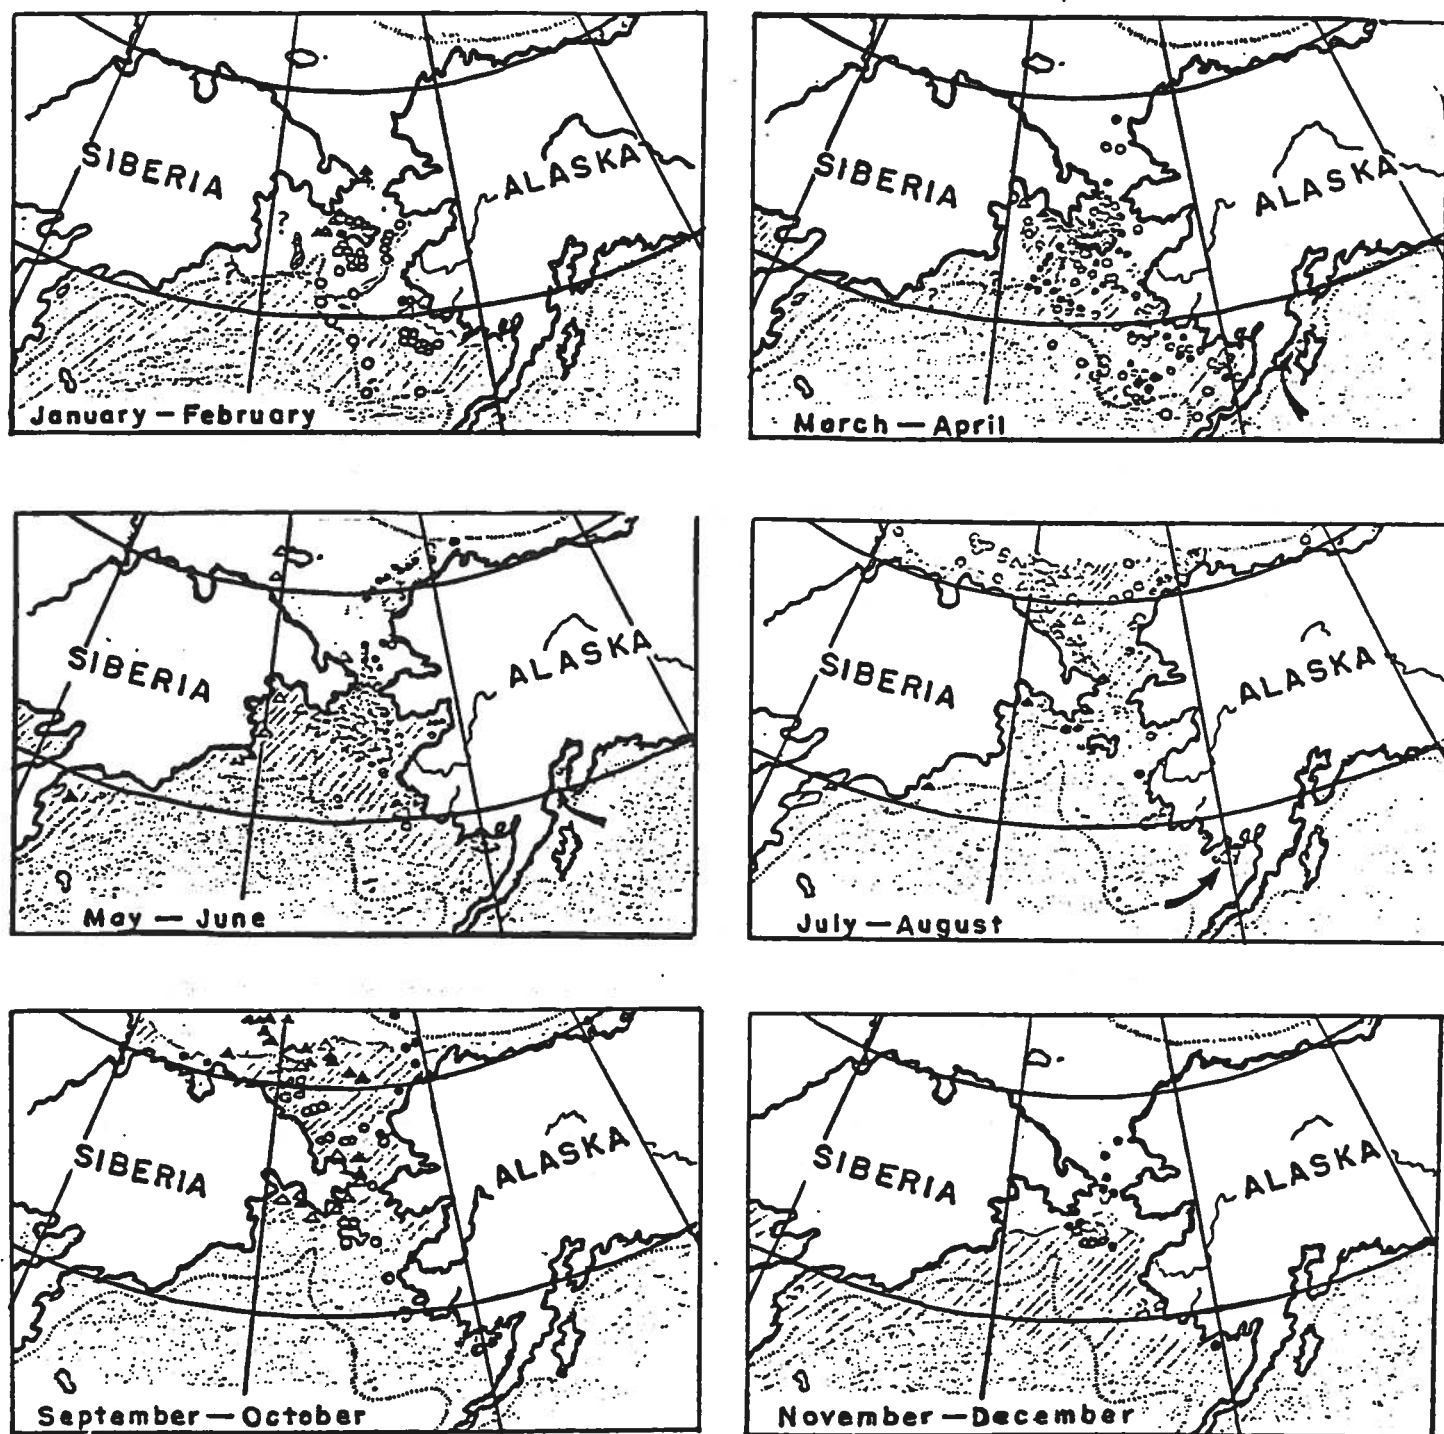 SIBERIA
ALASKA
?
January — February
SIBERIA
ALASKA
March — April
SIBERIA
ALASKA
May — June
SIBERIA
ALASKA
July — August
SIBERIA
ALASKA
September — October
SIBERIA
ALASKA
November — December